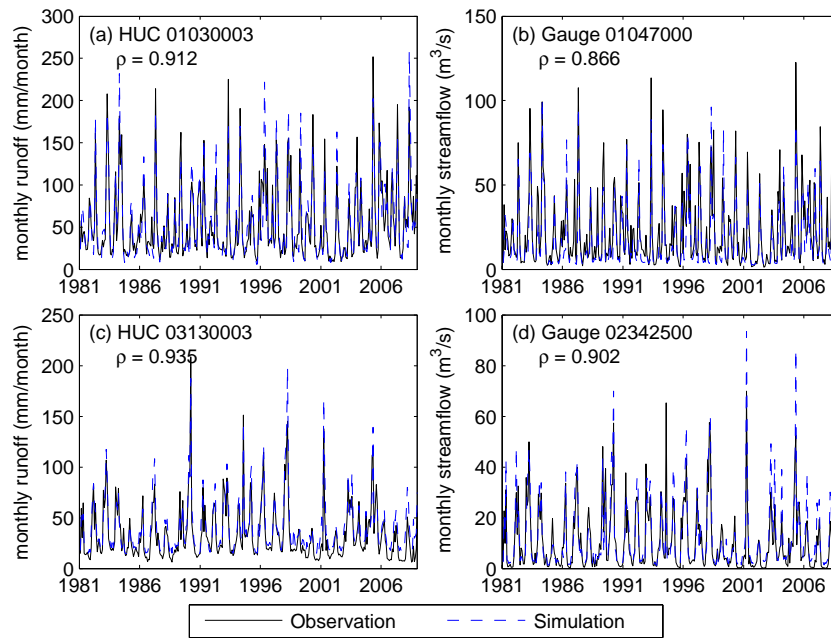 (a) HUC 01030003
ρ = 0.912
monthly runoff (mm/month)
300
250
200
150
100
50
0
1981 1986 1991 1996 2001 2006
(b) Gauge 01047000
ρ = 0.866
monthly streamflow (m³/s)
150
100
50
0
1981 1986 1991 1996 2001 2006
(c) HUC 03130003
ρ = 0.935
monthly runoff (mm/month)
250
200
150
100
50
0
1981 1986 1991 1996 2001 2006
(d) Gauge 02342500
ρ = 0.902
monthly streamflow (m³/s)
100
80
60
40
20
0
1981 1986 1991 1996 2001 2006
Observation Simulation